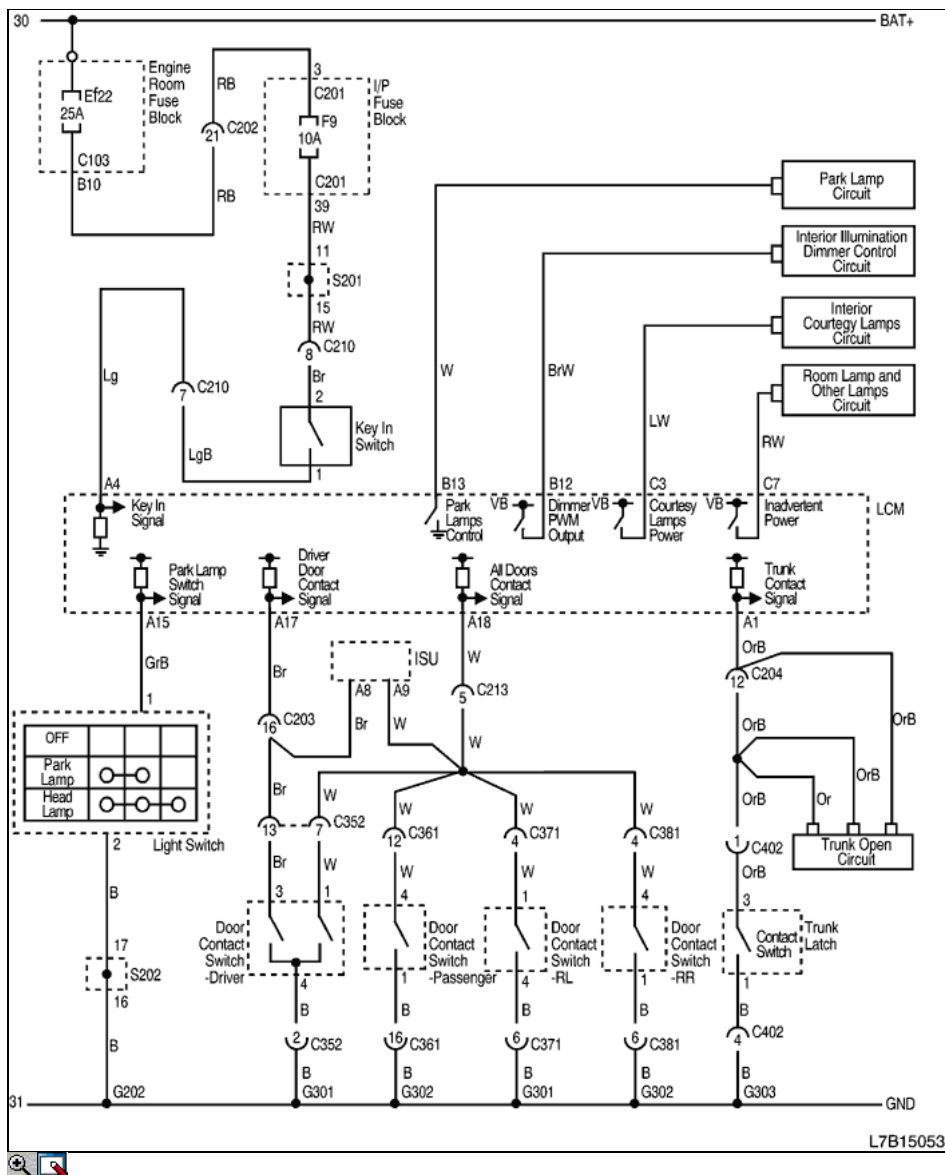 30
BAT+
Ef22
25A
Engine
Room
Fuse
Block
C103
B10
RB
21
C202
RB
3
C201
I/P
Fuse
Block
F9
10A
C201
39
RW
11
S201
15
RW
8
C210
Br
2
Key In
Switch
1
Lg
7
C210
LgB
Park Lamp
Circuit
Interior Illumination
Dimmer Control
Circuit
Interior
Courtegy Lamps
Circuit
Room Lamp and
Other Lamps
Circuit
W
BrW
LW
RW
A4
B13
B12
C3
C7
LCM
Key In
Signal
Park
Lamps
Control
VB
Dimmer
PWM
Output
VB
Courtesy
Lamps
Power
VB
Inadvertent
Power
Park Lamp
Switch
Signal
Driver
Door
Contact
Signal
All Doors
Contact
Signal
Trunk
Contact
Signal
A15
A17
A18
A1
GrB
Br
W
OrB
1
ISU
A8
A9
Br
W
5
C213
W
12
C204
OrB
16
C203
OFF
Park
Lamp
Head
Lamp
2
Light Switch
Br
W
13
7
C352
Br
W
3
1
W
12
C361
W
4
W
4
C371
W
1
W
4
C381
W
4
OrB
OrB
Or
OrB
Trunk Open
Circuit
1
C402
OrB
3
B
17
S202
16
B
Door
Contact
Switch
-Driver
4
B
2
C352
B
Door
Contact
Switch
-Passenger
1
B
16
C361
B
Door
Contact
Switch
-RL
4
B
6
C371
B
Door
Contact
Switch
-RR
1
B
6
C381
B
Contact
Switch
Trunk
Latch
1
B
4
C402
B
31
G202
G301
G302
G301
G302
G303
GND
L7B15053